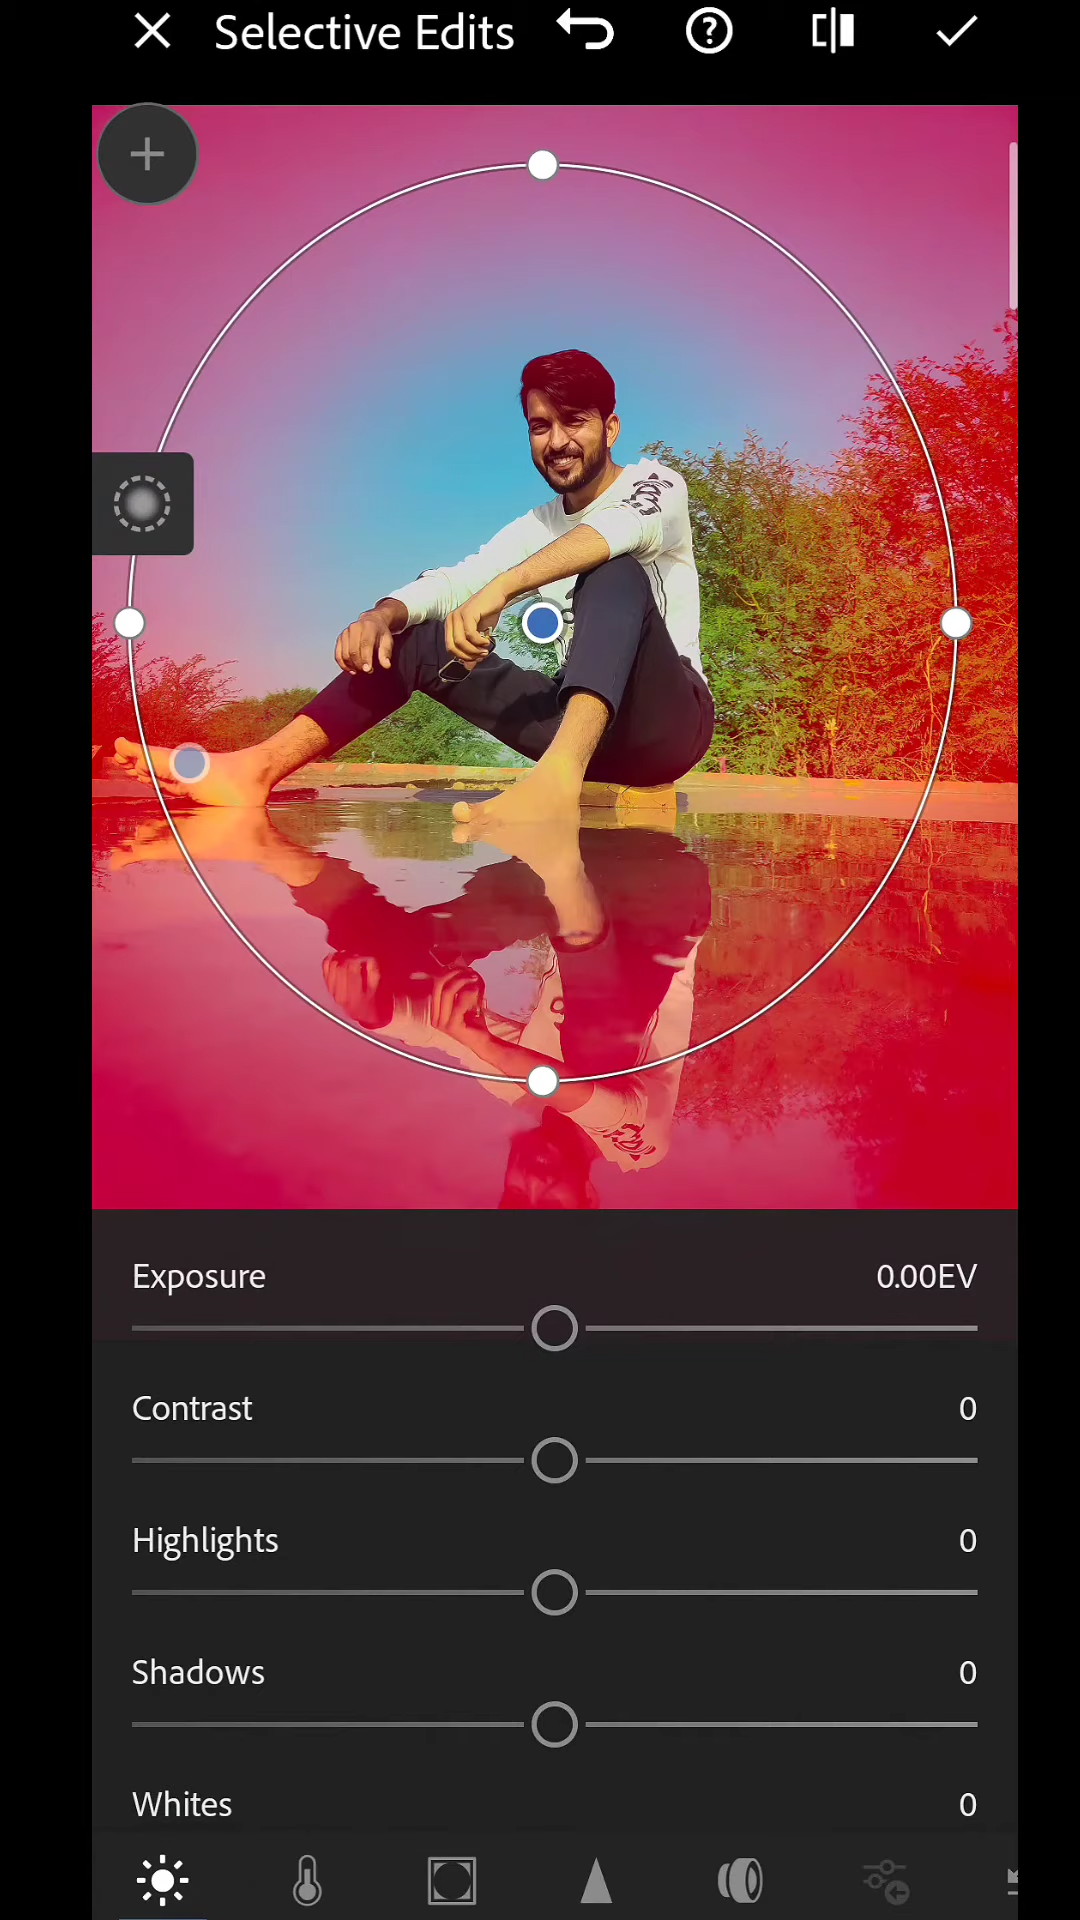 Selective Edits
Exposure 0.00EV
Contrast 0
Highlights 0
Shadows 0
Whites 0